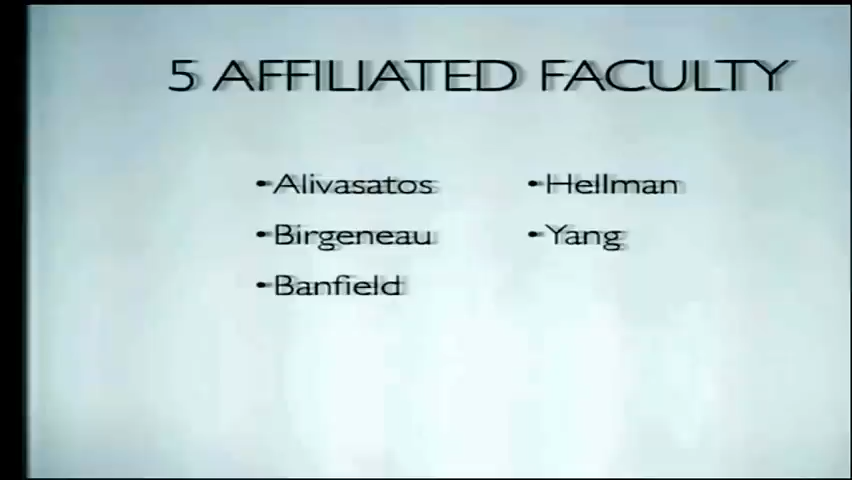 5 AFFILIATED FACULTY
•Alivasatos
•Birgeneau
•Banfield
•Hellman
•Yang